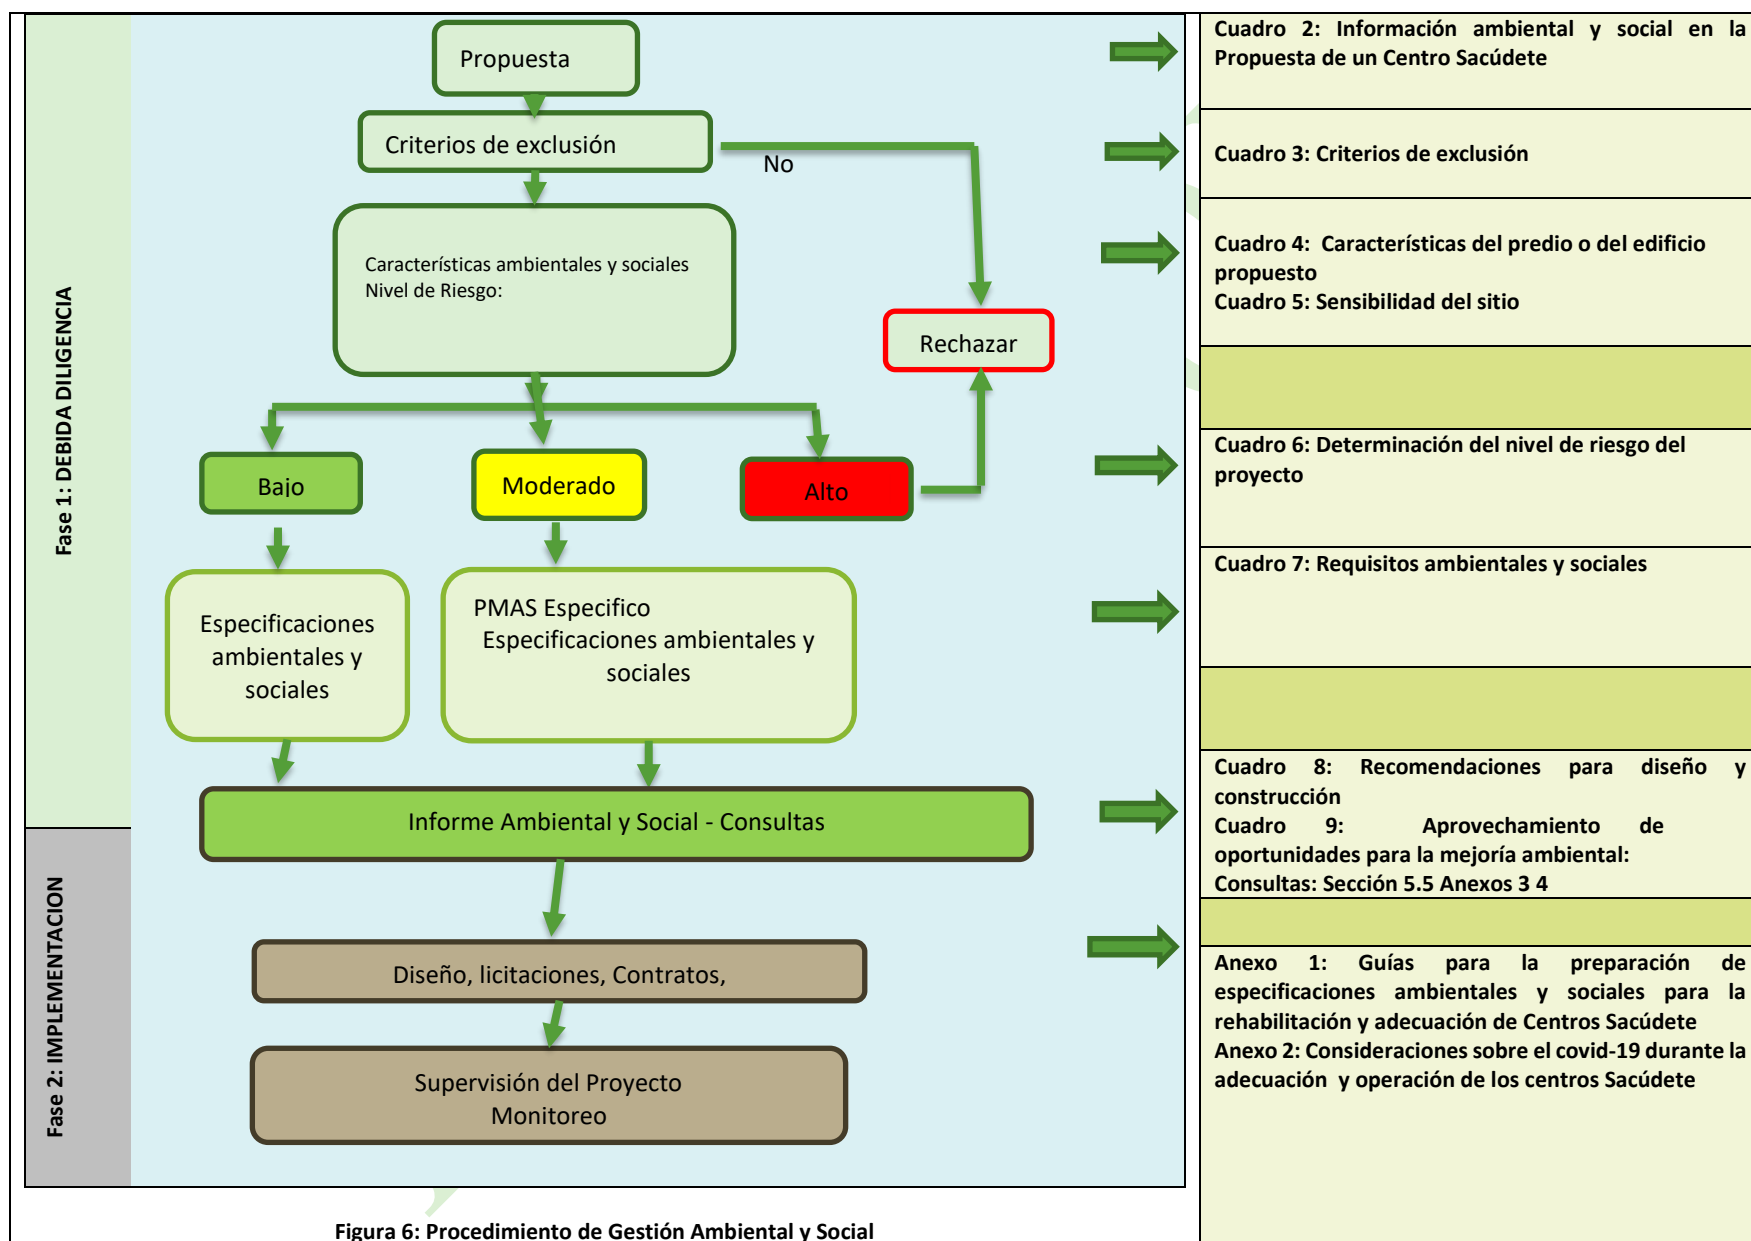 Fase 1: DEBIDA DILIGENCIA
Fase 2: IMPLEMENTACION
Propuesta
Criterios de exclusión
No
Características ambientales y sociales
Nivel de Riesgo:
Rechazar
Bajo
Moderado
Alto
Especificaciones
ambientales y
sociales
PMAS Especifico
Especificaciones ambientales y
sociales
Informe Ambiental y Social - Consultas
Diseño, licitaciones, Contratos,
Supervisión del Proyecto
Monitoreo
Cuadro 2: Información ambiental y social en la
Propuesta de un Centro Sacúdete
Cuadro 3: Criterios de exclusión
Cuadro 4: Características del predio o del edificio
propuesto
Cuadro 5: Sensibilidad del sitio
Cuadro 6: Determinación del nivel de riesgo del
proyecto
Cuadro 7: Requisitos ambientales y sociales
Cuadro 8: Recomendaciones para diseño y
construcción
Cuadro 9: Aprovechamiento de
oportunidades para la mejoría ambiental:
Consultas: Sección 5.5 Anexos 3 4
Anexo 1: Guías para la preparación de
especificaciones ambientales y sociales para la
rehabilitación y adecuación de Centros Sacúdete
Anexo 2: Consideraciones sobre el covid-19 durante la
adecuación y operación de los centros Sacúdete
Figura 6: Procedimiento de Gestión Ambiental y Social